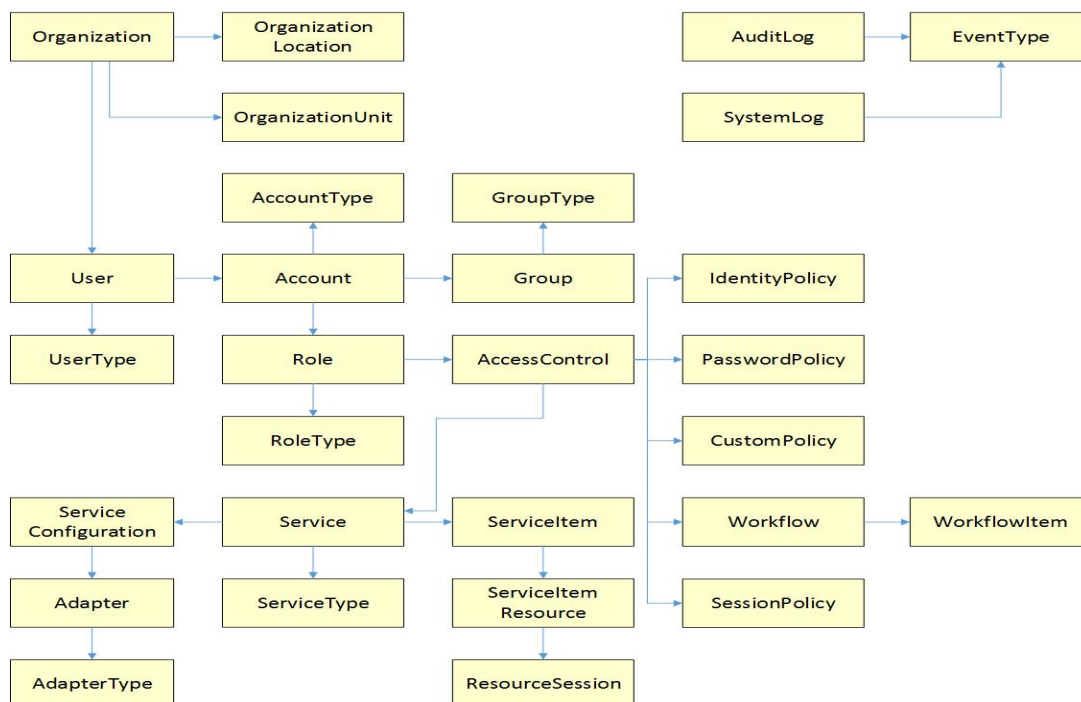 Organization
Organization
Location
AuditLog
EventType
OrganizationUnit
SystemLog
AccountType
GroupType
User
Account
Group
IdentityPolicy
UserType
Role
AccessControl
PasswordPolicy
RoleType
CustomPolicy
Service
Configuration
Service
ServiceItem
Workflow
WorkflowItem
Adapter
ServiceType
ServiceItem
Resource
SessionPolicy
AdapterType
ResourceSession